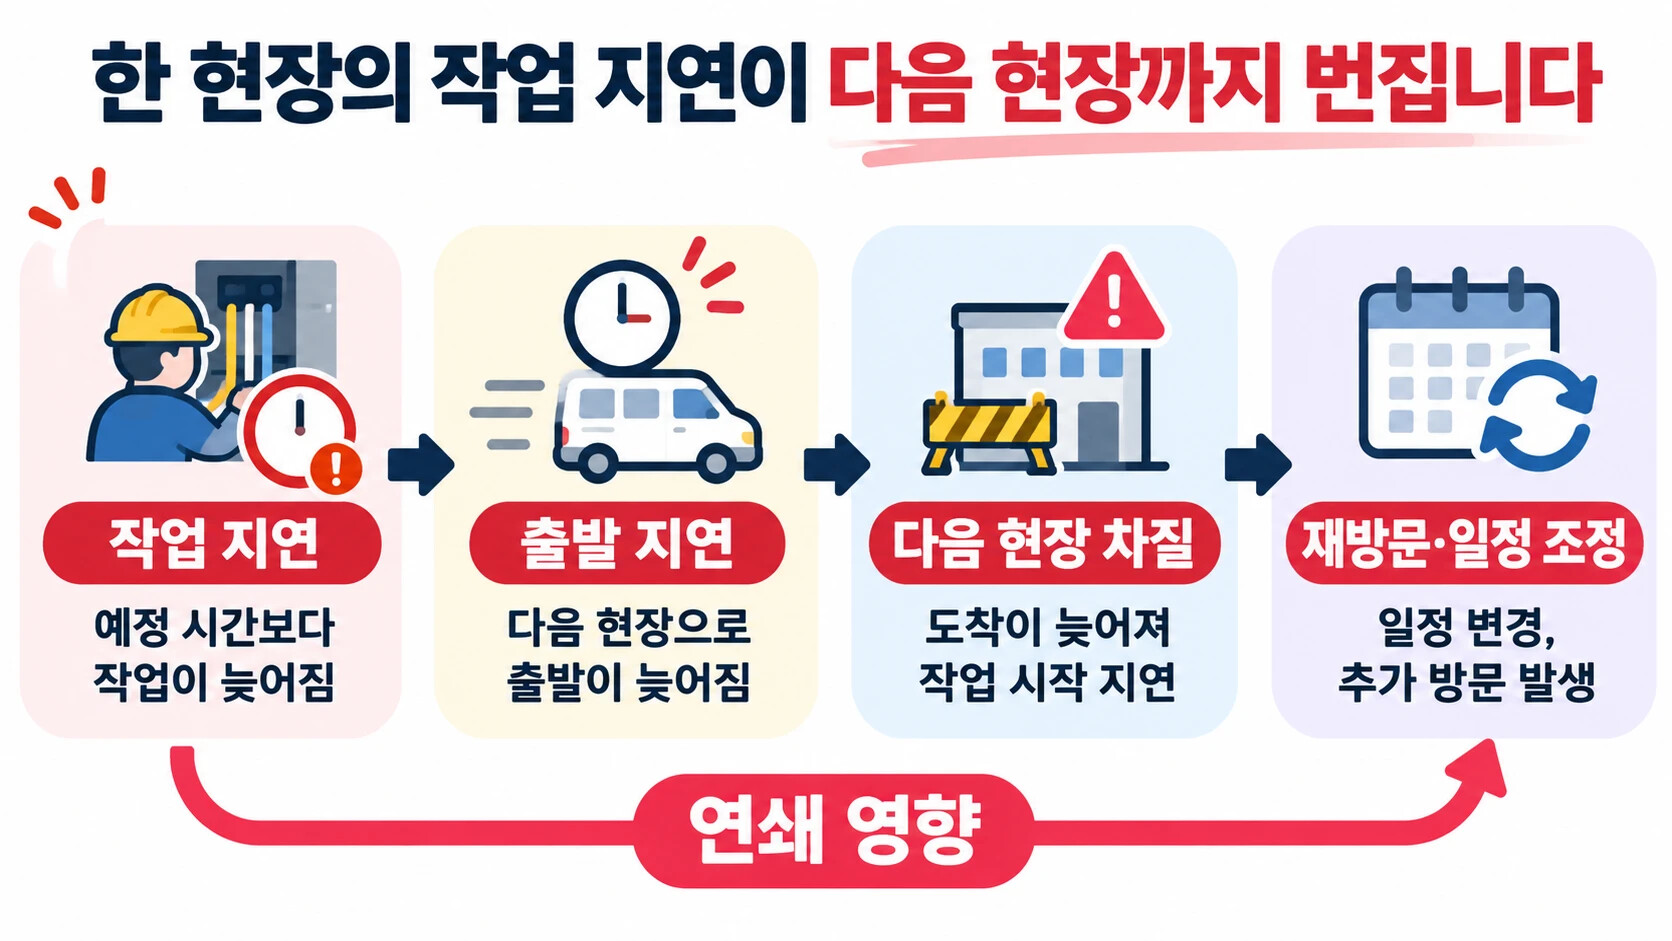 한 현장의 작업 지연이 다음 현장까지 번집니다
작업 지연
예정 시간보다
작업이 늦어짐
출발 지연
다음 현장으로
출발이 늦어짐
다음 현장 차질
도착이 늦어져
작업 시작 지연
재방문·일정 조정
일정 변경,
추가 방문 발생
연쇄 영향